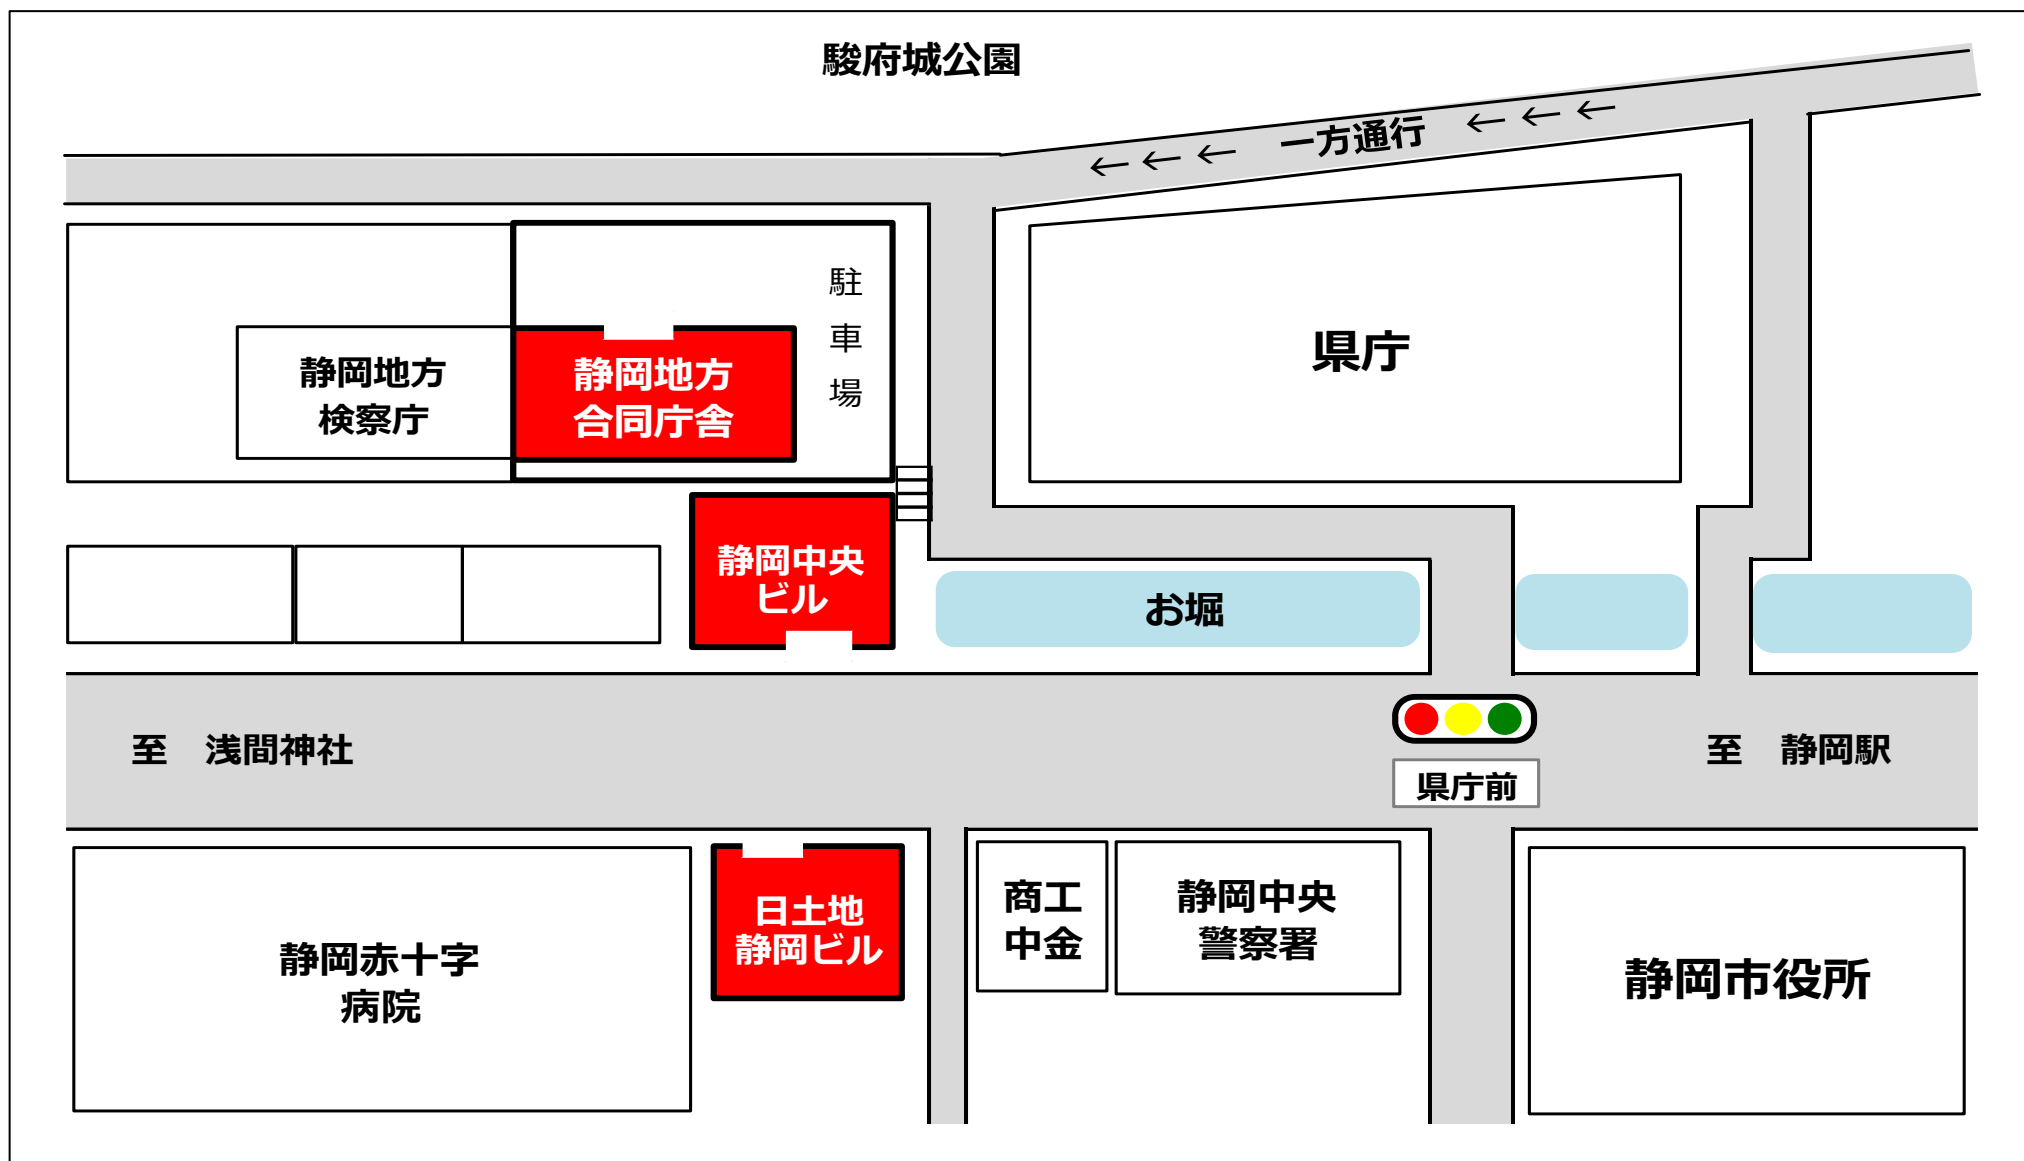 駿府城公園
←←← 一方通行 ←←←
駐車場
静岡地方
検察庁
静岡地方
合同庁舎
県庁
静岡中央
ビル
お堀
至　浅間神社
至　静岡駅
県庁前
静岡赤十字
病院
日土地
静岡ビル
商工
中金
静岡中央
警察署
静岡市役所